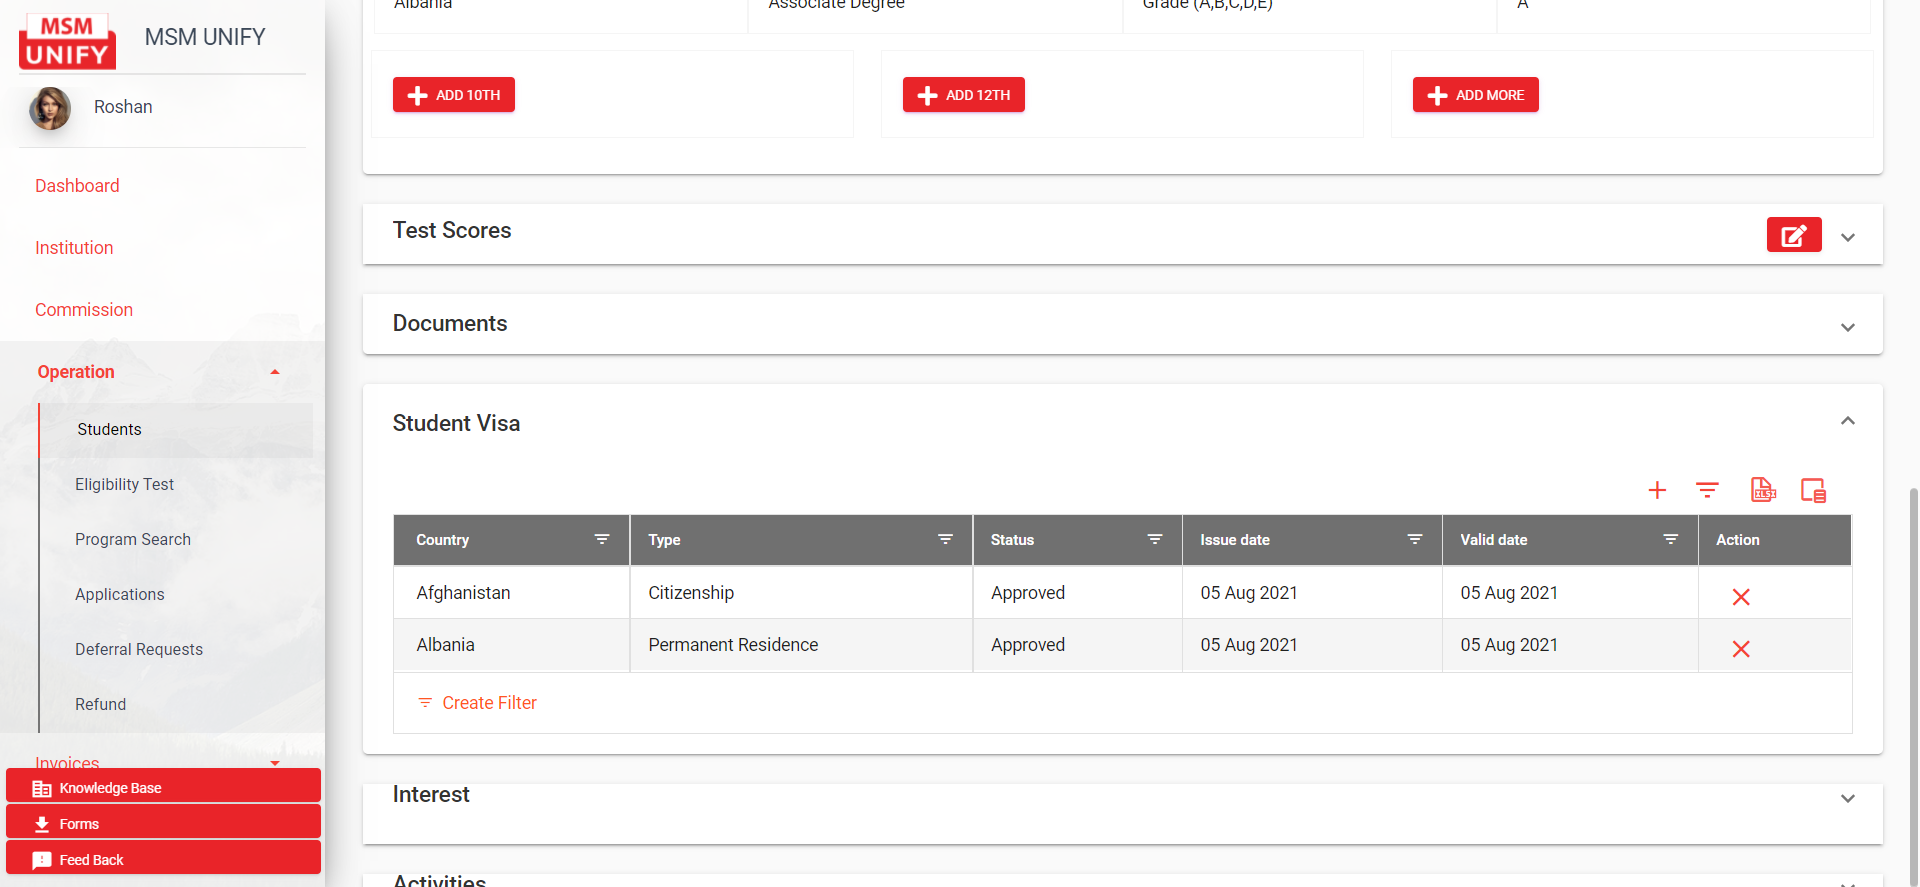 MSM
UNIFY
MSM UNIFY
Roshan
Dashboard
Institution
Commission
Operation
Students
Eligibility Test
Program Search
Applications
Deferral Requests
Refund
Invoices
Knowledge Base
Forms
Feed Back
Albania Associate Degree Grade (A,B,C,D,E) A
ADD 10TH ADD 12TH ADD MORE
Test Scores
Documents
Student Visa
XLSX
Country Type Status Issue date Valid date Action
Afghanistan Citizenship Approved 05 Aug 2021 05 Aug 2021
Albania Permanent Residence Approved 05 Aug 2021 05 Aug 2021
Create Filter
Interest
Activities